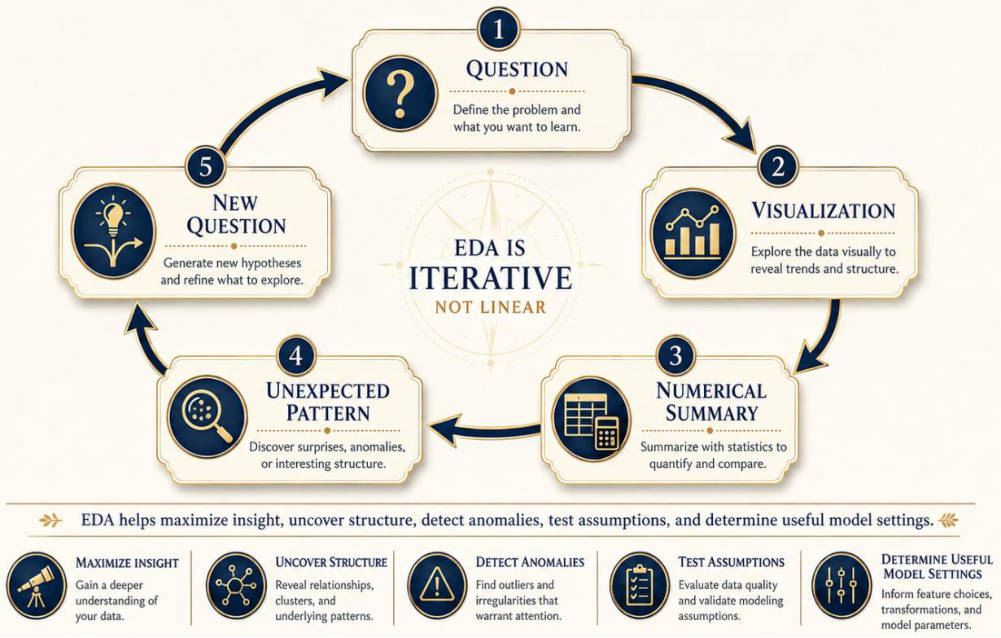 1
QUESTION
Define the problem and
what you want to learn.
2
VISUALIZATION
Explore the data visually to
reveal trends and structure.
3
NUMERICAL
SUMMARY
Summarize with statistics to
quantify and compare.
4
UNEXPECTED
PATTERN
Discover surprises, anomalies,
or interesting structure.
5
NEW
QUESTION
Generate new hypotheses
and refine what to explore.
EDA IS
ITERATIVE
NOT LINEAR
EDA helps maximize insight, uncover structure, detect anomalies, test assumptions, and determine useful model settings.
MAXIMIZE INSIGHT
Gain a deeper
understanding of
your data.
UNCOVER STRUCTURE
Reveal relationships,
clusters, and
underlying patterns.
DETECT ANOMALIES
Find outliers and
irregularities that
warrant attention.
TEST ASSUMPTIONS
Evaluate data quality
and validate modeling
assumptions.
DETERMINE USEFUL
MODEL SETTINGS
Inform feature choices,
transformations, and
model parameters.